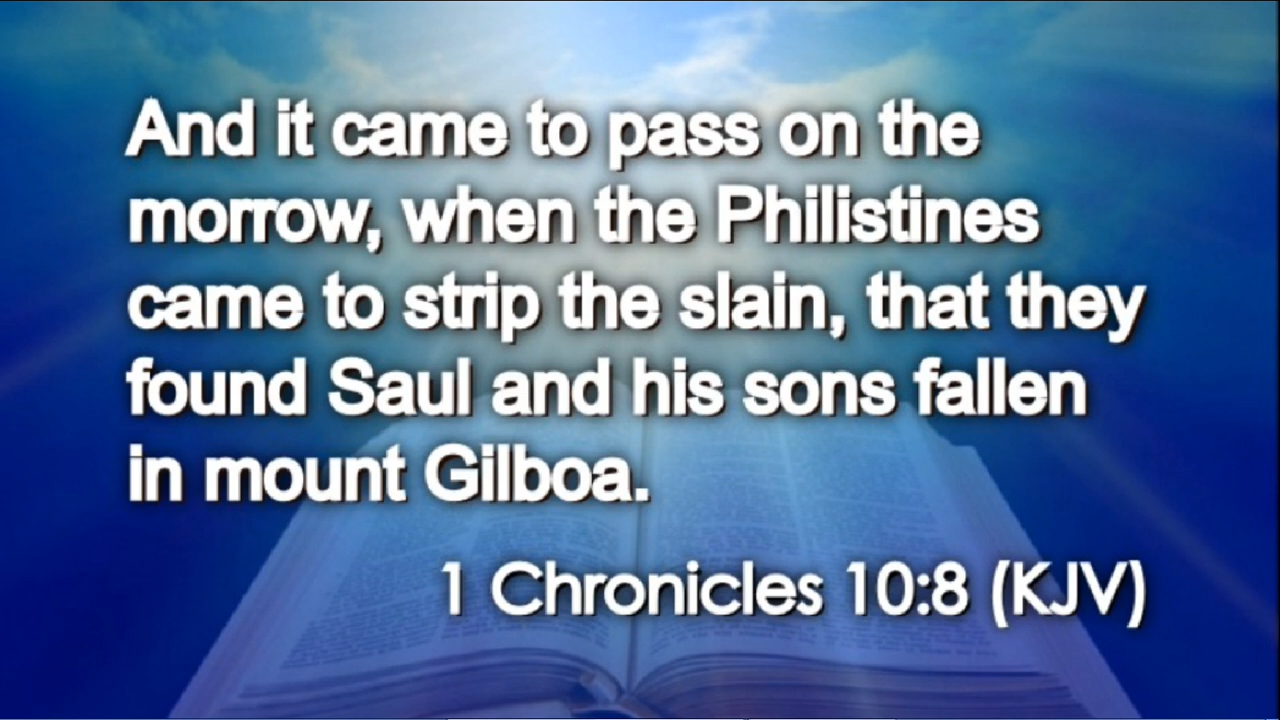 And it came to pass on the
morrow, when the Philistines
came to strip the slain, that they
found Saul and his sons fallen
in mount Gilboa.
1 Chronicles 10:8 (KJV)